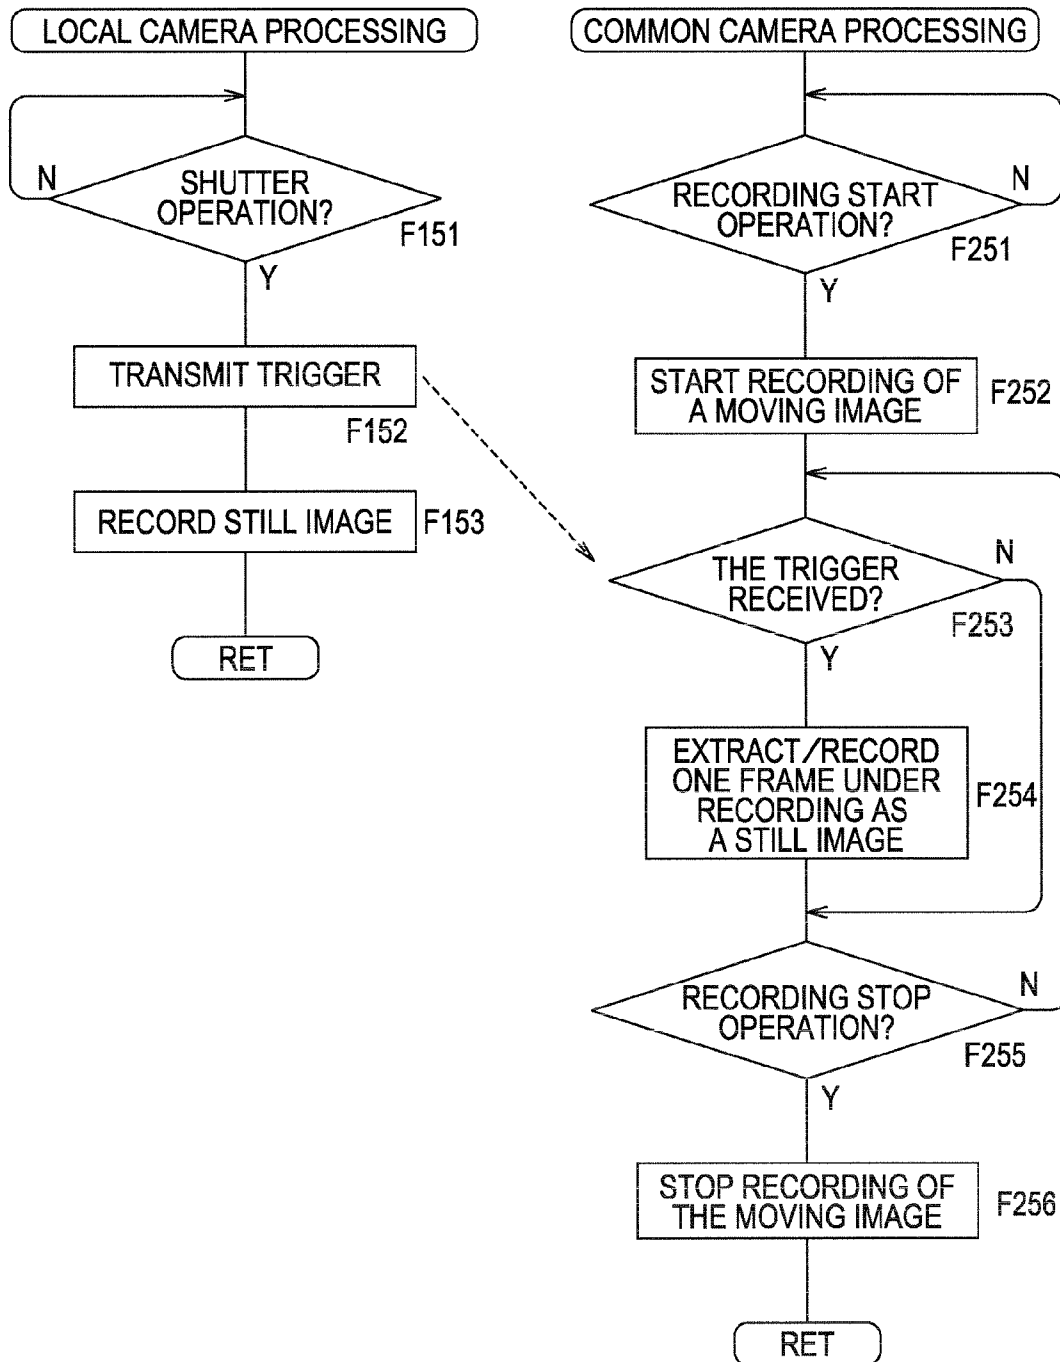 LOCAL CAMERA PROCESSING
N
SHUTTER
OPERATION?
F151
Y
TRANSMIT TRIGGER
F152
RECORD STILL IMAGE
F153
RET
COMMON CAMERA PROCESSING
N
RECORDING START
OPERATION?
F251
Y
START RECORDING OF
A MOVING IMAGE
F252
N
THE TRIGGER
RECEIVED?
F253
Y
EXTRACT/RECORD
ONE FRAME UNDER
RECORDING AS
A STILL IMAGE
F254
N
RECORDING STOP
OPERATION?
F255
Y
STOP RECORDING OF
THE MOVING IMAGE
F256
RET